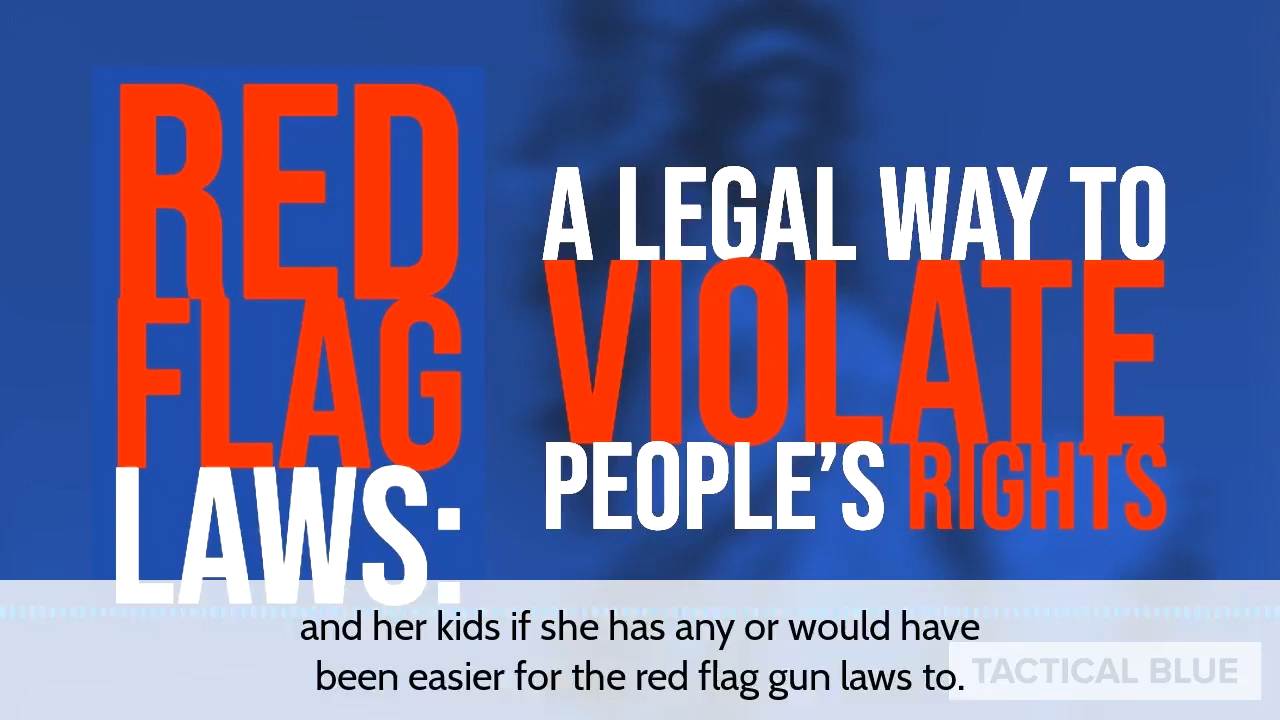 RED
FLAG
LAWS:
A LEGAL WAY TO
VIOLATE
PEOPLE’S RIGHTS
and her kids if she has any or would have
been easier for the red flag gun laws to.
TACTICAL BLUE